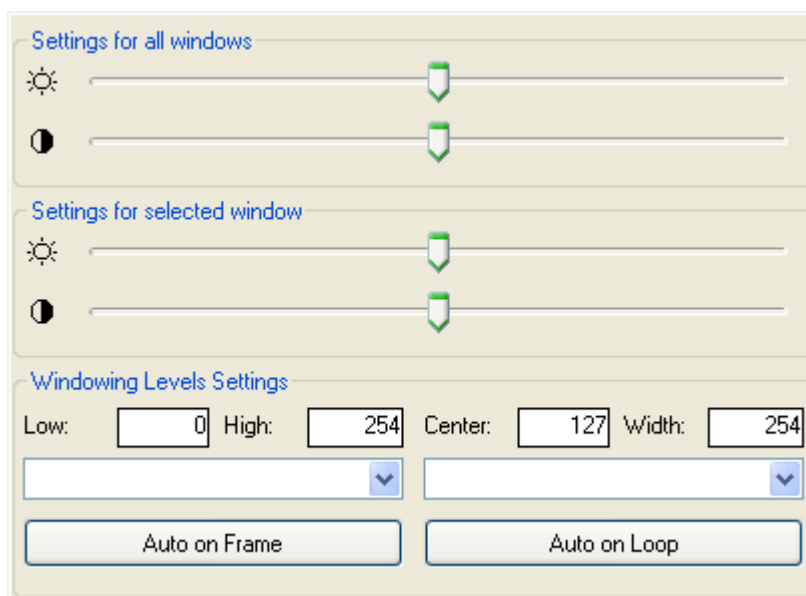 Settings for all windows
Settings for selected window
Windowing Levels Settings
Low: 0 High: 254 Center: 127 Width: 254
Auto on Frame Auto on Loop